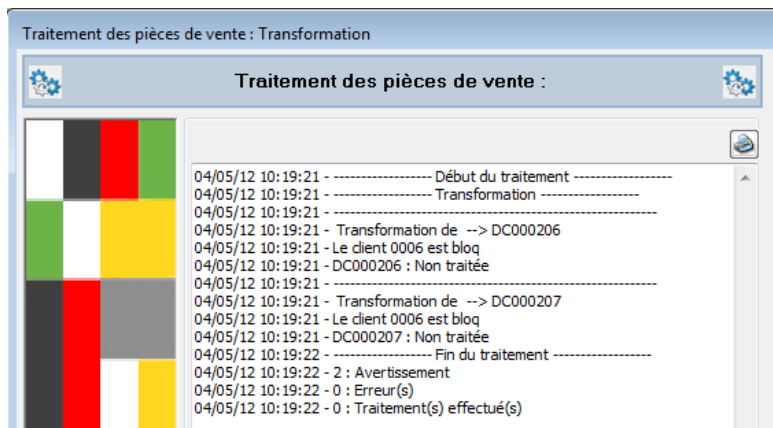 Traitement des pièces de vente : Transformation
Traitement des pièces de vente :
04/05/12 10:19:21 - ------------------ Début du traitement ------------------
04/05/12 10:19:21 - ------------------ Transformation ------------------
04/05/12 10:19:21 - -----------------------------------------------------------
04/05/12 10:19:21 -  Transformation de  --> DC000206
04/05/12 10:19:21 - Le client 0006 est bloq
04/05/12 10:19:21 - DC000206 : Non traitée
04/05/12 10:19:21 - -----------------------------------------------------------
04/05/12 10:19:21 -  Transformation de  --> DC000207
04/05/12 10:19:21 - Le client 0006 est bloq
04/05/12 10:19:21 - DC000207 : Non traitée
04/05/12 10:19:22 - ------------------ Fin du traitement ------------------
04/05/12 10:19:22 - 2 : Avertissement
04/05/12 10:19:22 - 0 : Erreur(s)
04/05/12 10:19:22 - 0 : Traitement(s) effectué(s)